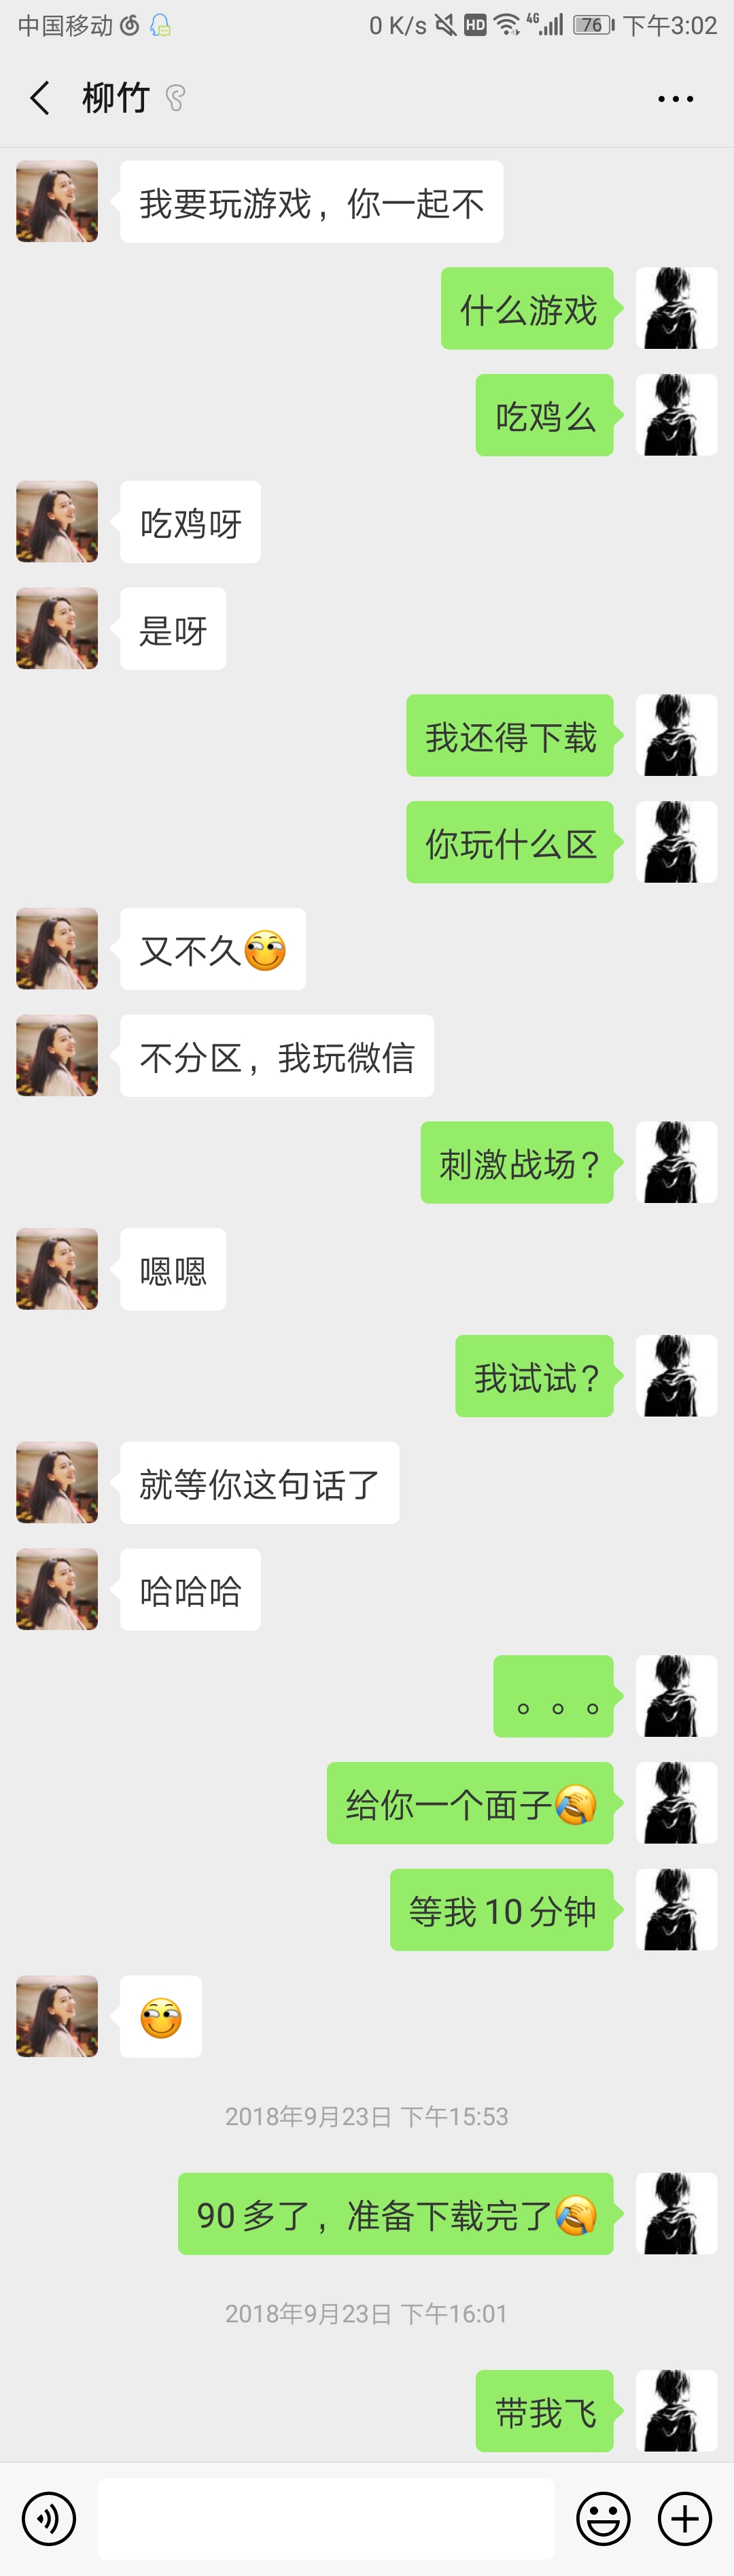 中国移动 0 K/s HD 4G 76 下午3:02
柳竹
我要玩游戏，你一起不
什么游戏
吃鸡么
吃鸡呀
是呀
我还得下载
你玩什么区
又不久
不分区，我玩微信
刺激战场？
嗯嗯
我试试？
就等你这句话了
哈哈哈
。。。
给你一个面子
等我10分钟
2018年9月23日 下午15:53
90多了，准备下载完了
2018年9月23日 下午16:01
带我飞